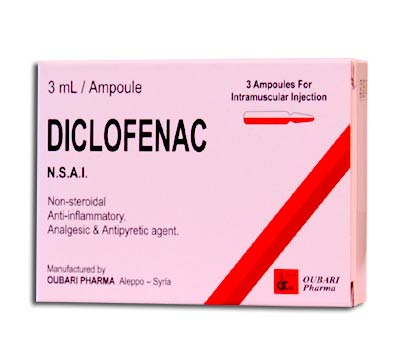 3 mL / Ampoule
3 Ampoules For
Intramuscular Injection
DICLOFENAC
N.S.A.I.
Non-steroidal
Anti-inflammatory,
Analgesic & Antipyretic agent.
Manufactured by
OUBARI PHARMA Aleppo – Syria
OUBARI
Pharma